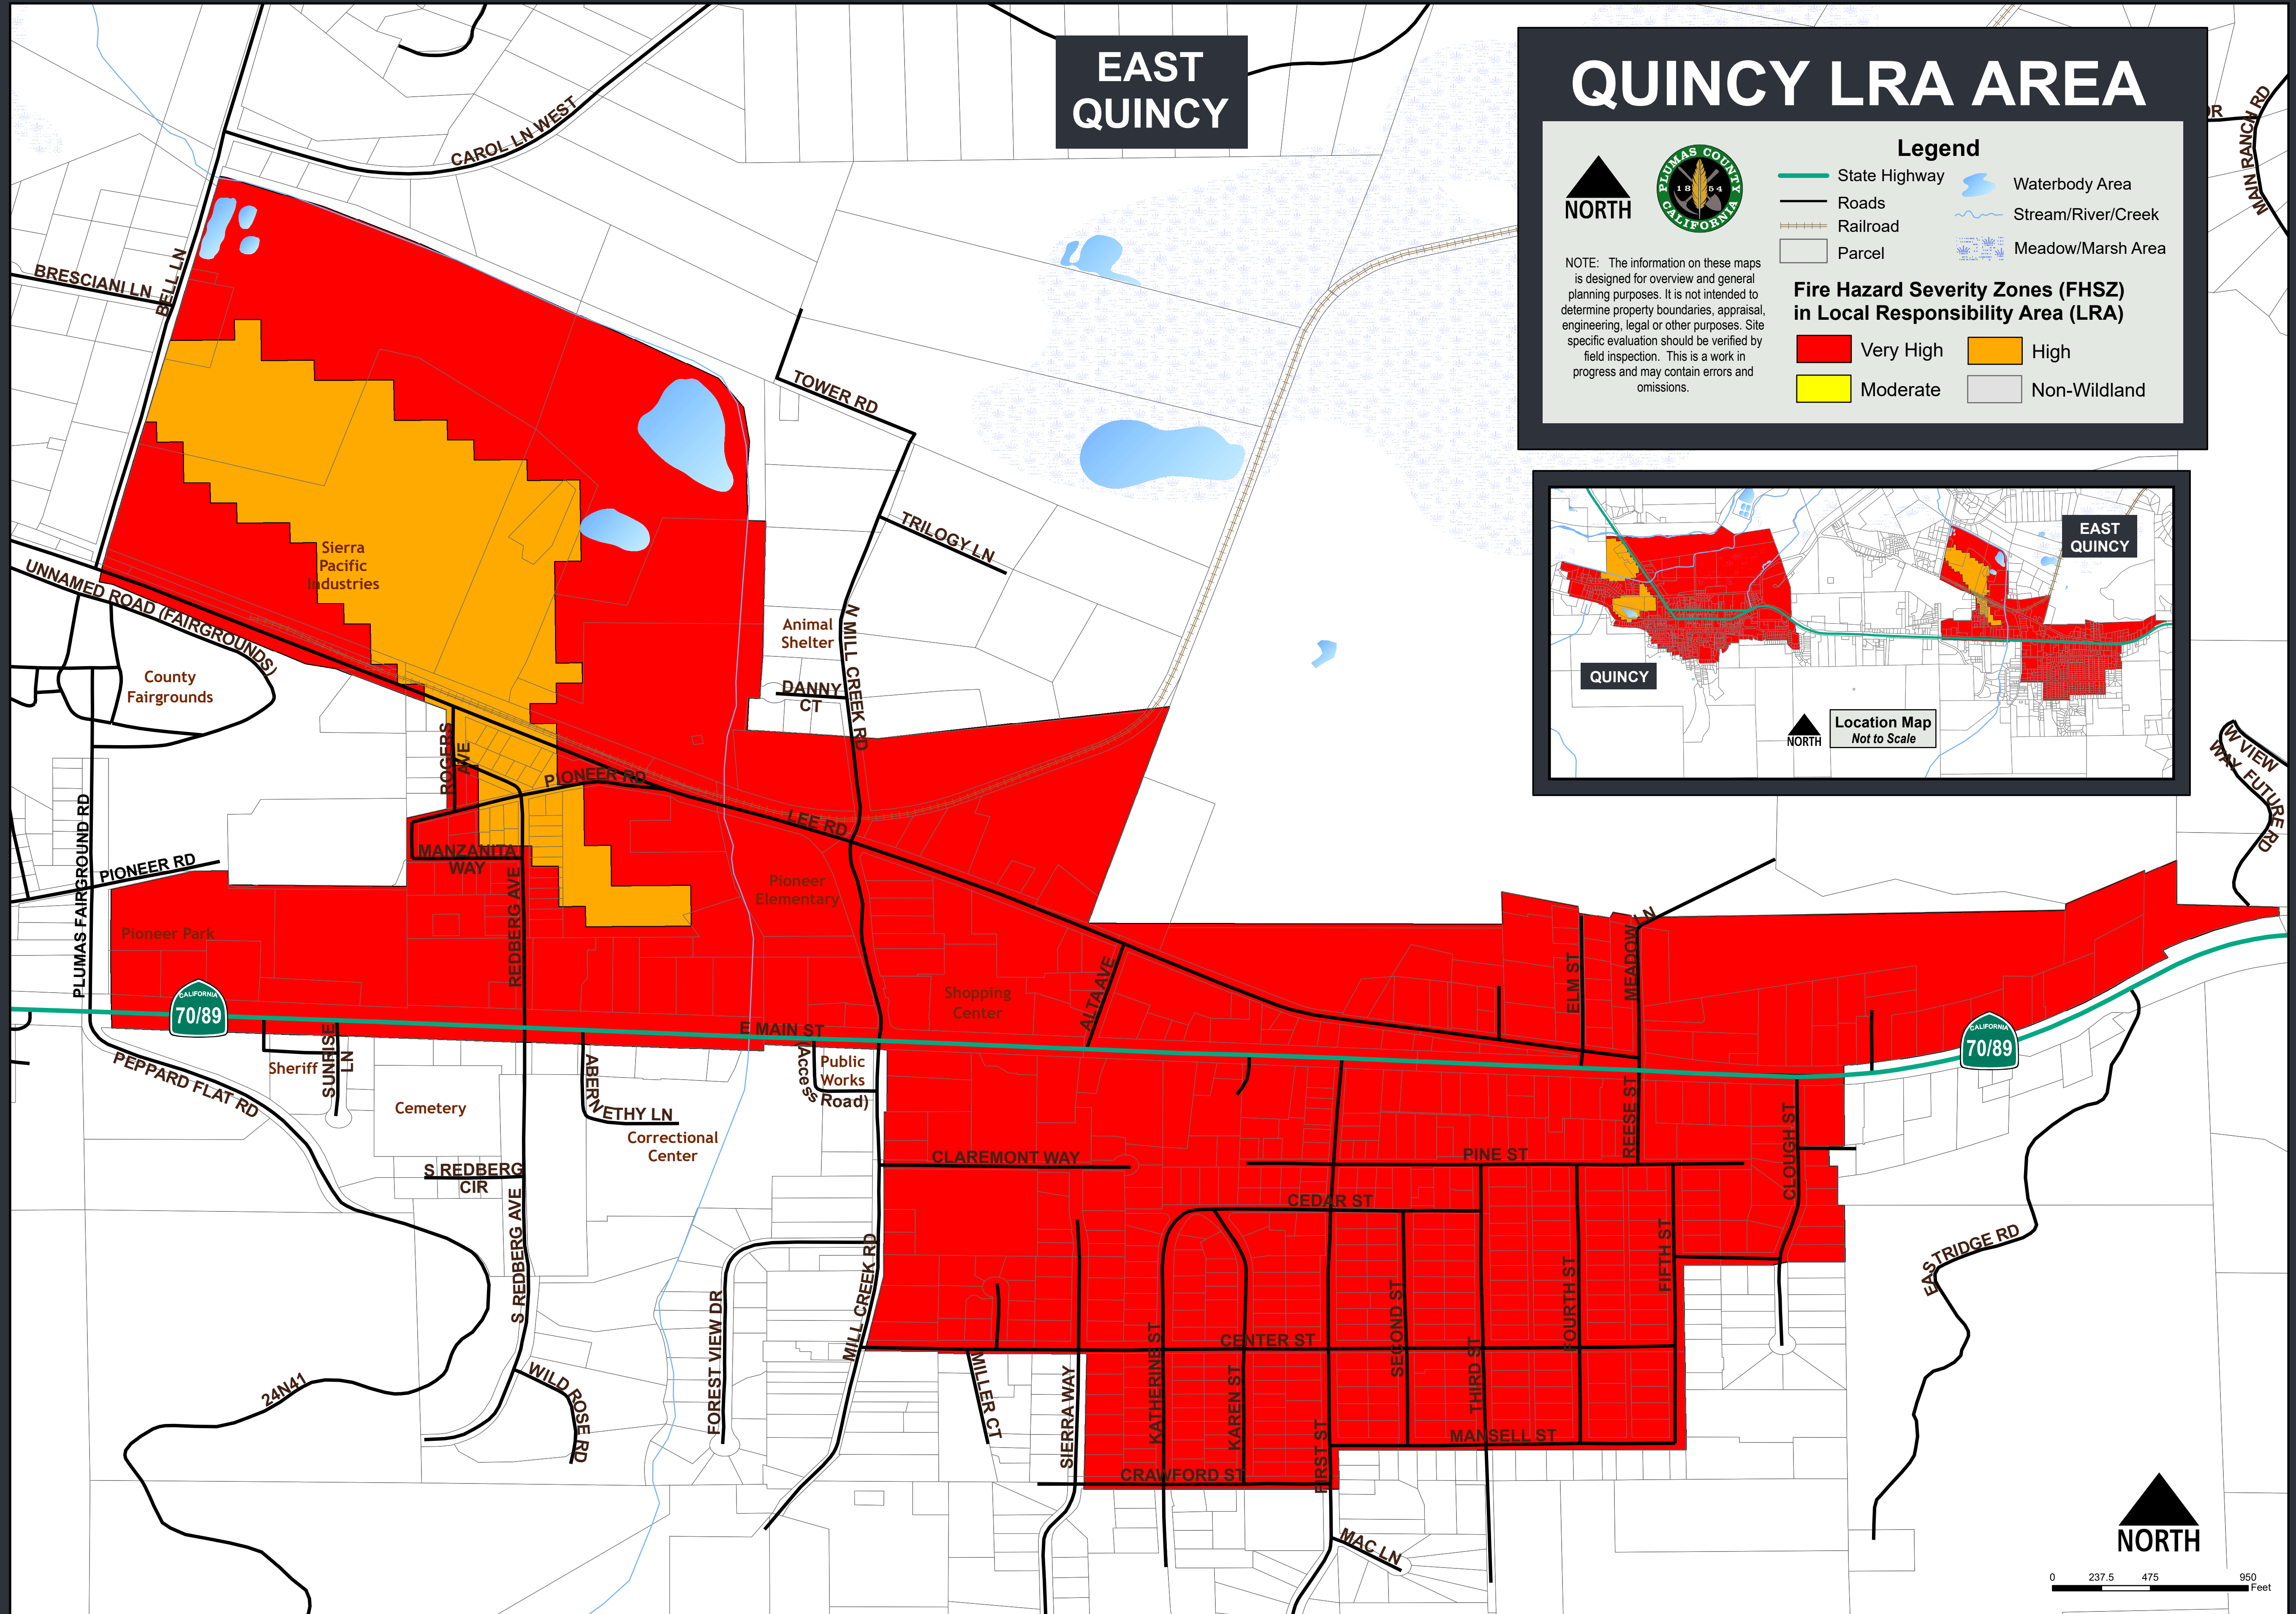 EAST
QUINCY
QUINCY LRA AREA
NORTH
PLUMAS COUNTY
1854
CALIFORNIA
Legend
State Highway
Roads
Railroad
Parcel
Waterbody Area
Stream/River/Creek
Meadow/Marsh Area
NOTE: The information on these maps
is designed for overview and general
planning purposes. It is not intended to
determine property boundaries, appraisal,
engineering, legal or other purposes. Site
specific evaluation should be verified by
field inspection. This is a work in
progress and may contain errors and
omissions.
Fire Hazard Severity Zones (FHSZ)
in Local Responsibility Area (LRA)
Very High
High
Moderate
Non-Wildland
EAST
QUINCY
QUINCY
NORTH
Location Map
Not to Scale
DR
MAIN RANCH RD
CAROL LN WEST
BRESCIANI LN
BELL LN
TOWER RD
TRILOGY LN
UNNAMED ROAD (FAIRGROUNDS)
Sierra
Pacific
Industries
County
Fairgrounds
Animal
Shelter
N MILL CREEK RD
DANNY
CT
ROGERS
AVE
PIONEER RD
LEE RD
W VIEW
WAY
FUTURE
RD
PLUMAS FAIRGROUND RD
PIONEER RD
MANZANITA
WAY
REDBERG AVE
Pioneer
Elementary
Pioneer Park
Shopping
Center
ALTA AVE
ELM ST
MEADOW LN
CALIFORNIA
70/89
CALIFORNIA
70/89
E MAIN ST
PEPPARD FLAT RD
Sheriff
SUNRISE
LN
Cemetery
ABERNETHY LN
Correctional
Center
(Access
Road)
Public
Works
S REDBERG
CIR
S REDBERG AVE
CLAREMONT WAY
PINE ST
REESE ST
CLOUGH ST
CEDAR ST
FIFTH ST
FOURTH ST
EASTRIDGE RD
FOREST VIEW DR
MILL CREEK RD
CENTER ST
SECOND ST
THIRD ST
24N41
WILD ROSE RD
MILLER CT
SIERRA WAY
KATHERINE ST
KAREN ST
FIRST ST
MANSELL ST
CRAWFORD ST
MAC LN
NORTH
0 237.5 475 950
Feet